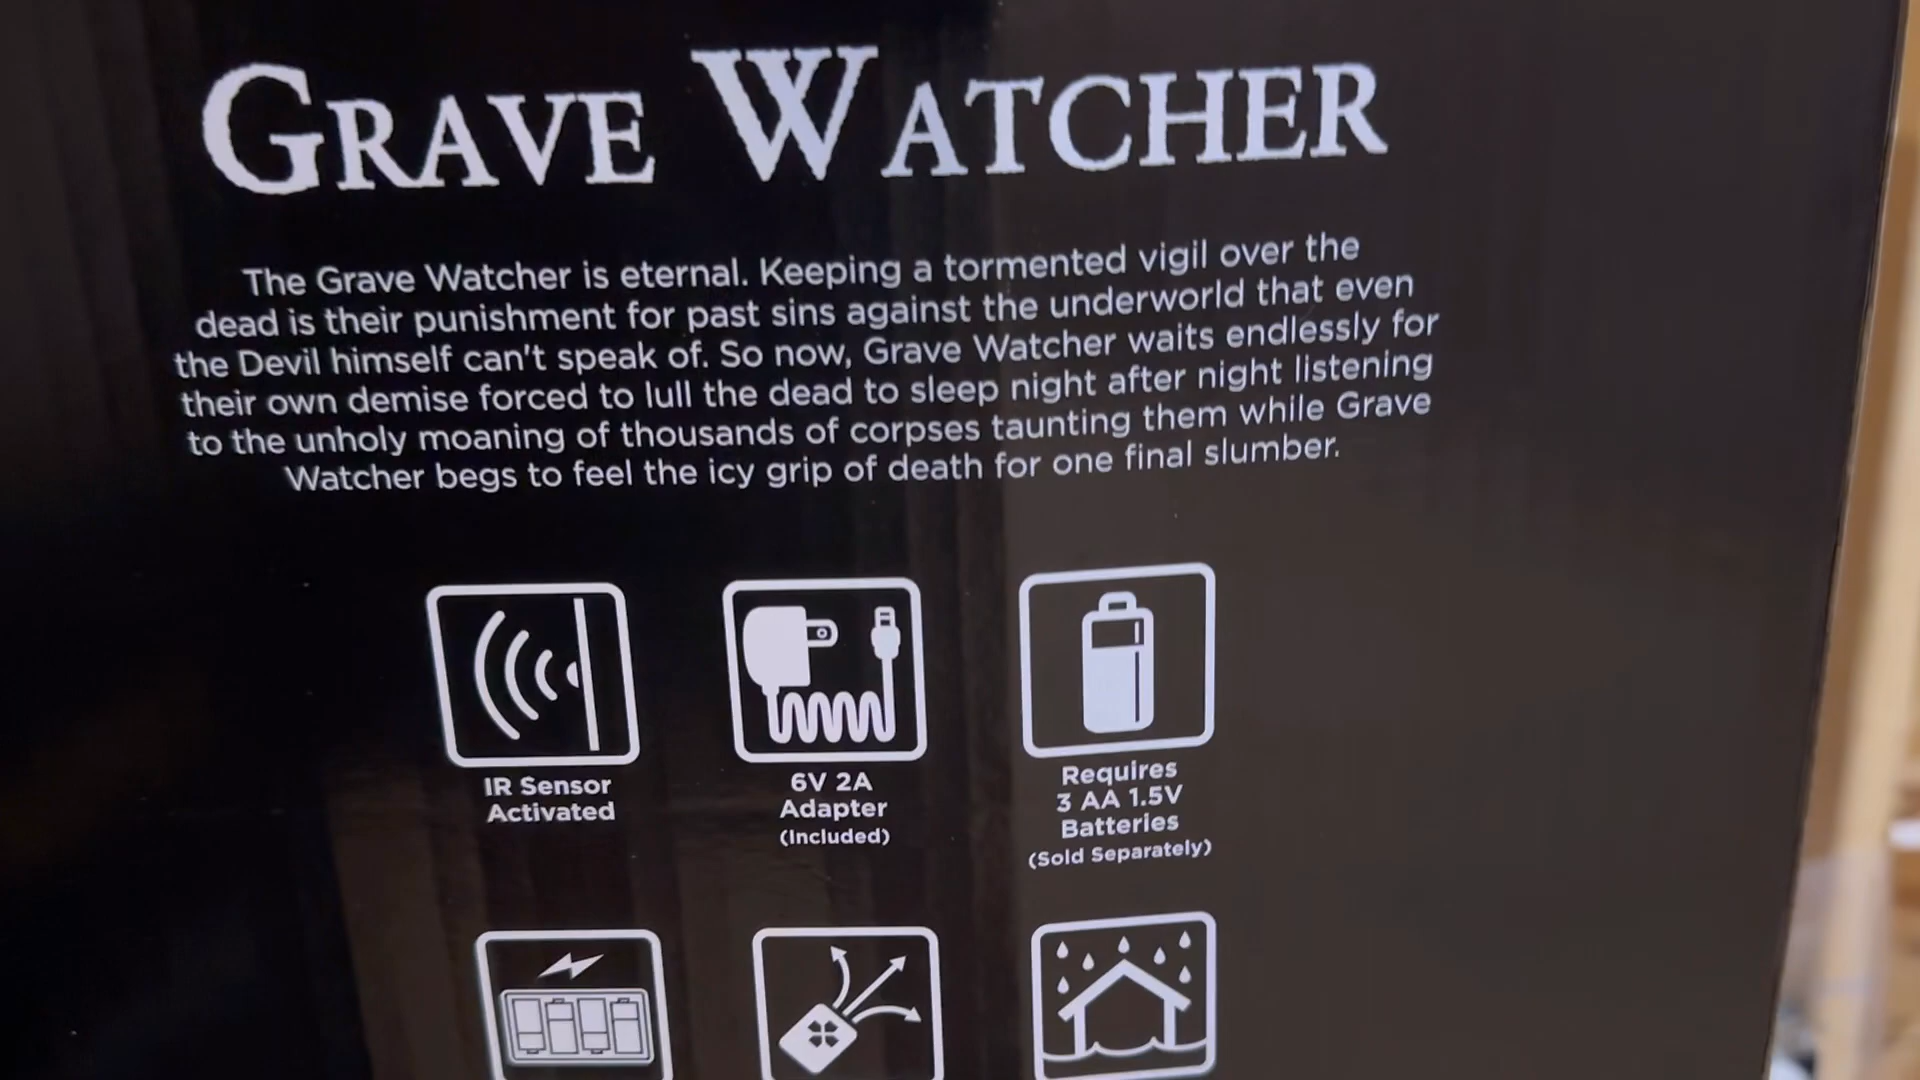 GRAVE WATCHER
The Grave Watcher is eternal. Keeping a tormented vigil over the
dead is their punishment for past sins against the underworld that even
the Devil himself can't speak of. So now, Grave Watcher waits endlessly for
their own demise forced to lull the dead to sleep night after night listening
to the unholy moaning of thousands of corpses taunting them while Grave
Watcher begs to feel the icy grip of death for one final slumber.
IR Sensor
Activated
6V 2A
Adapter
(Included)
Requires
3 AA 1.5V
Batteries
(Sold Separately)